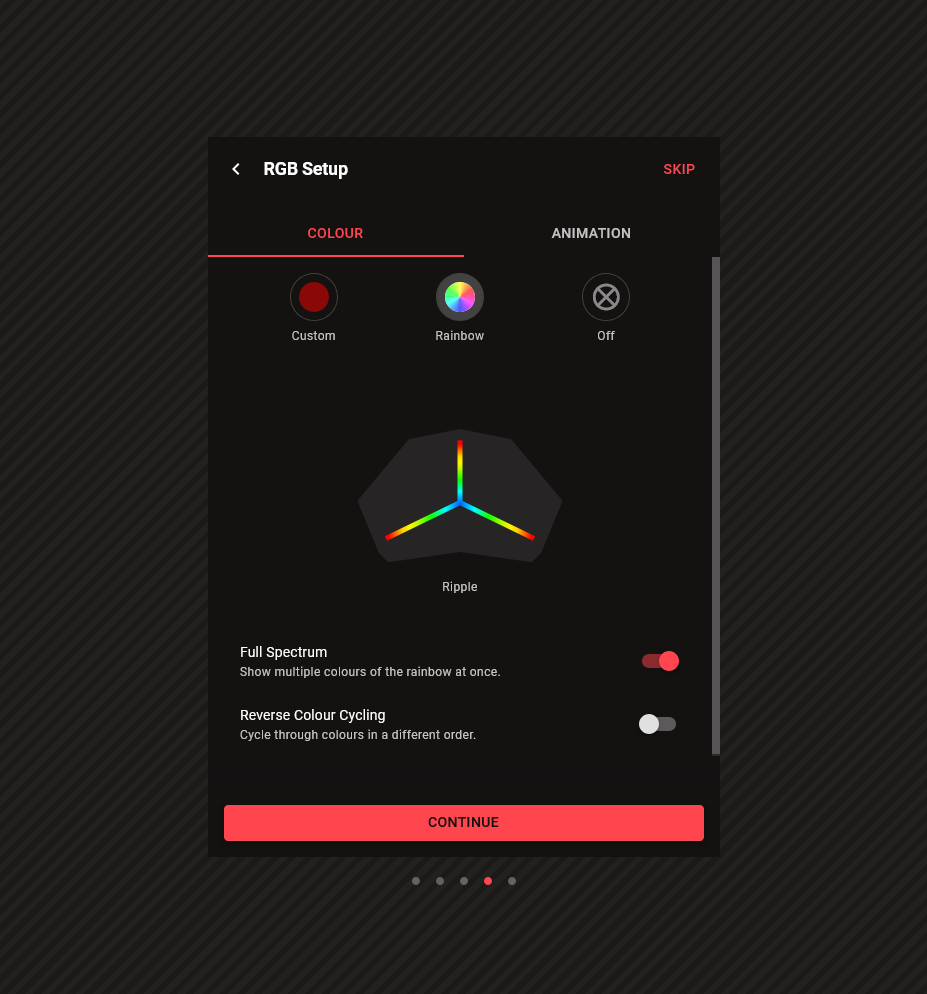 RGB Setup
SKIP
COLOUR
ANIMATION
Custom
Rainbow
Off
Ripple
Full Spectrum
Show multiple colours of the rainbow at once.
Reverse Colour Cycling
Cycle through colours in a different order.
CONTINUE